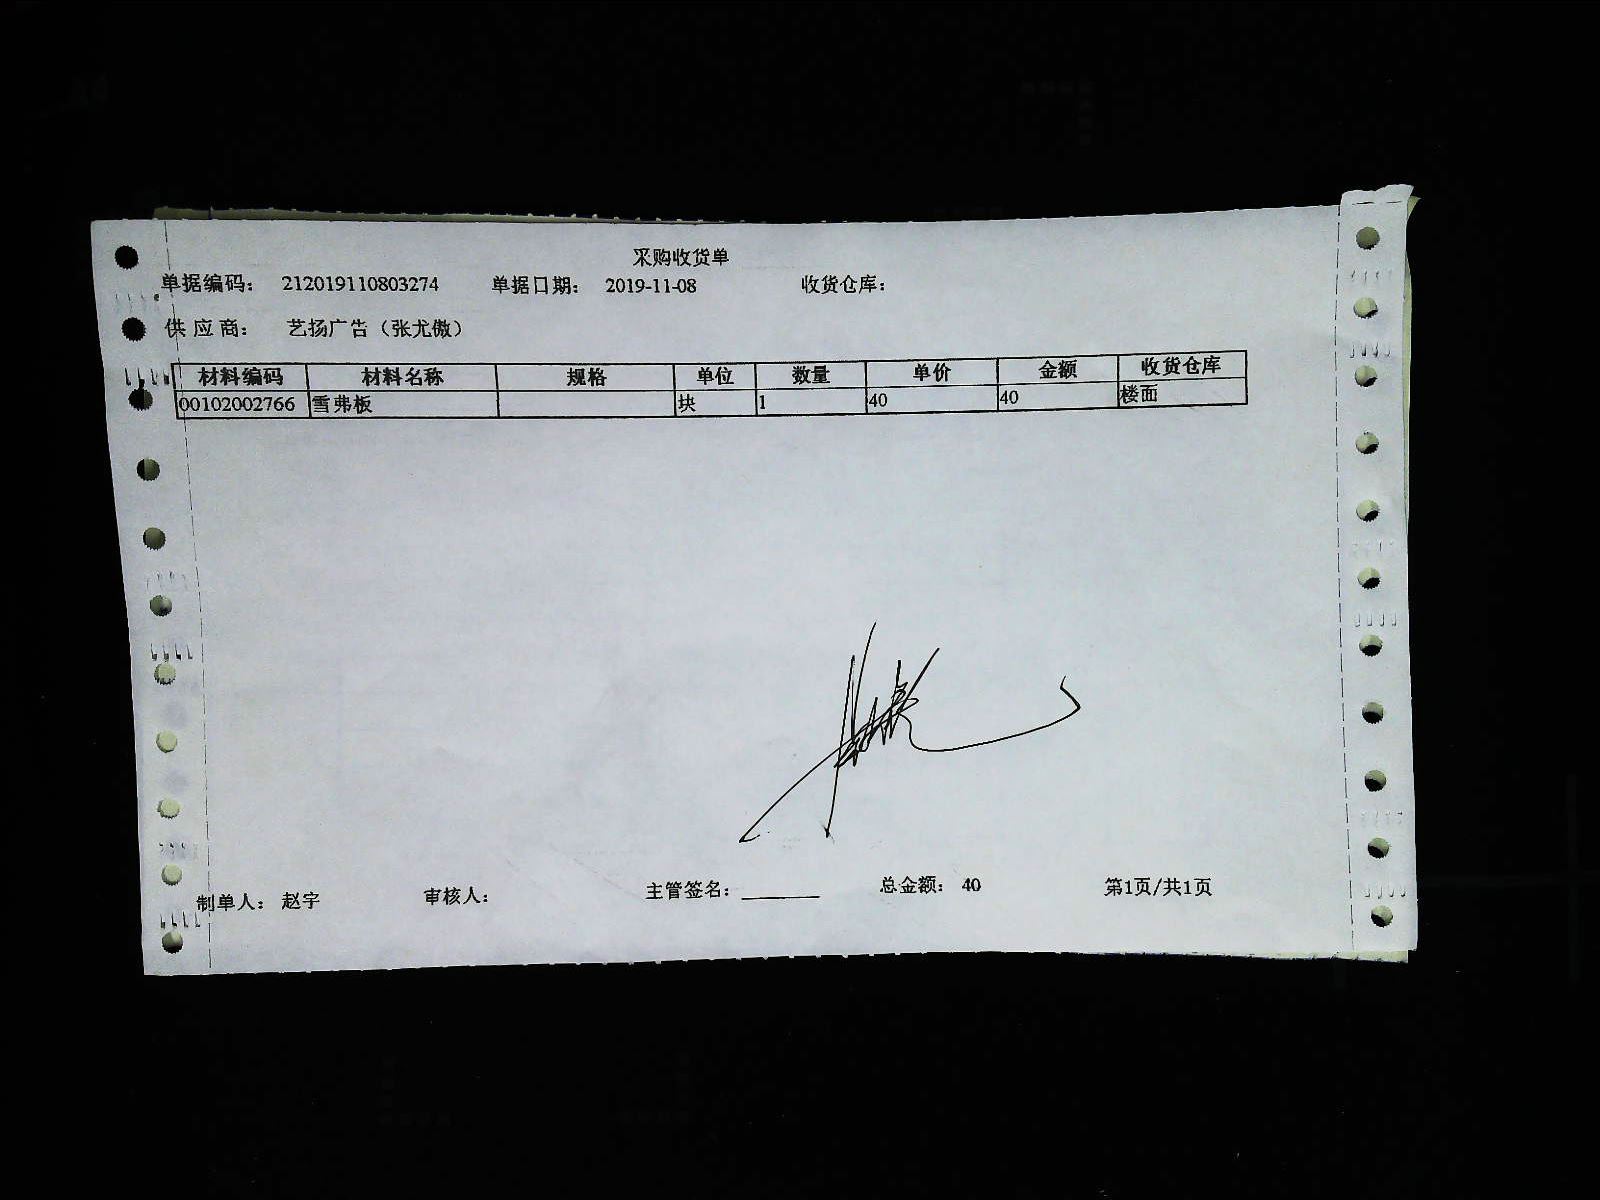 采购收货单
单据编码： 212019110803274 单据日期： 2019-11-08 收货仓库：
供应商： 艺扬广告（张尤傲）
材料编码 材料名称 规格 单位 数量 单价 金额 收货仓库
00102002766 雪弗板 块 1 40 40 楼面
制单人： 赵宇 审核人： 主管签名： 总金额： 40 第1页/共1页